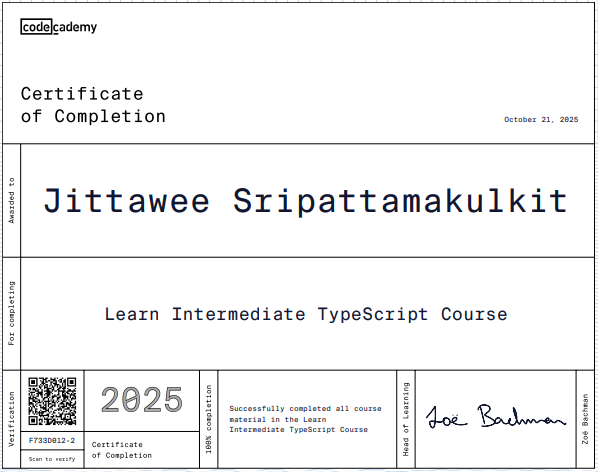 codecademy
Certificate
of Completion
October 21, 2025
Awarded to
Jittawee Sripattamakulkit
For completing
Learn Intermediate TypeScript Course
Verification
F733D012-2
Scan to verify
2025
Certificate
of Completion
100% completion
Successfully completed all course
material in the Learn
Intermediate TypeScript Course
Head of Learning
Zoë Bachman
Zoë Bachman